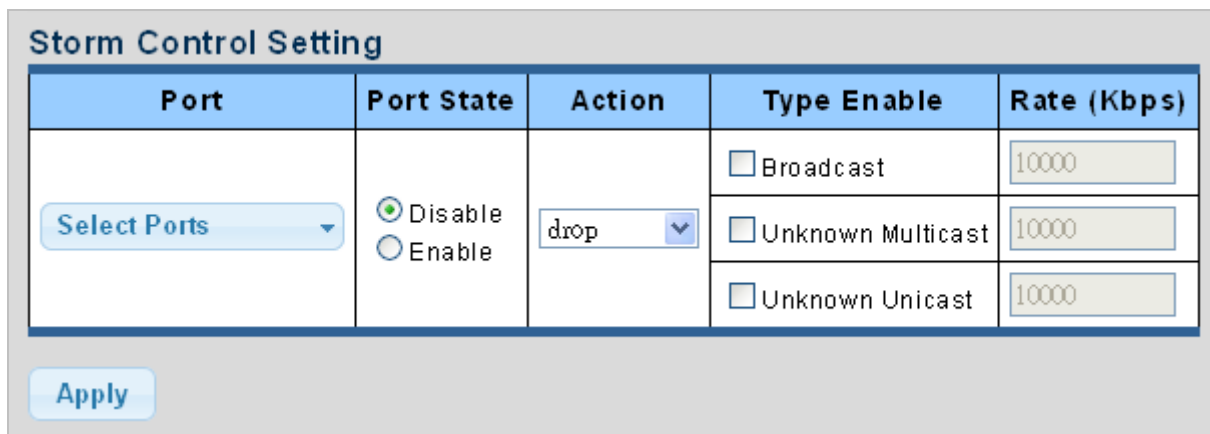 Storm Control Setting
Port Port State Action Type Enable Rate (Kbps)
Select Ports
Disable
Enable
drop
Broadcast 10000
Unknown Multicast 10000
Unknown Unicast 10000
Apply